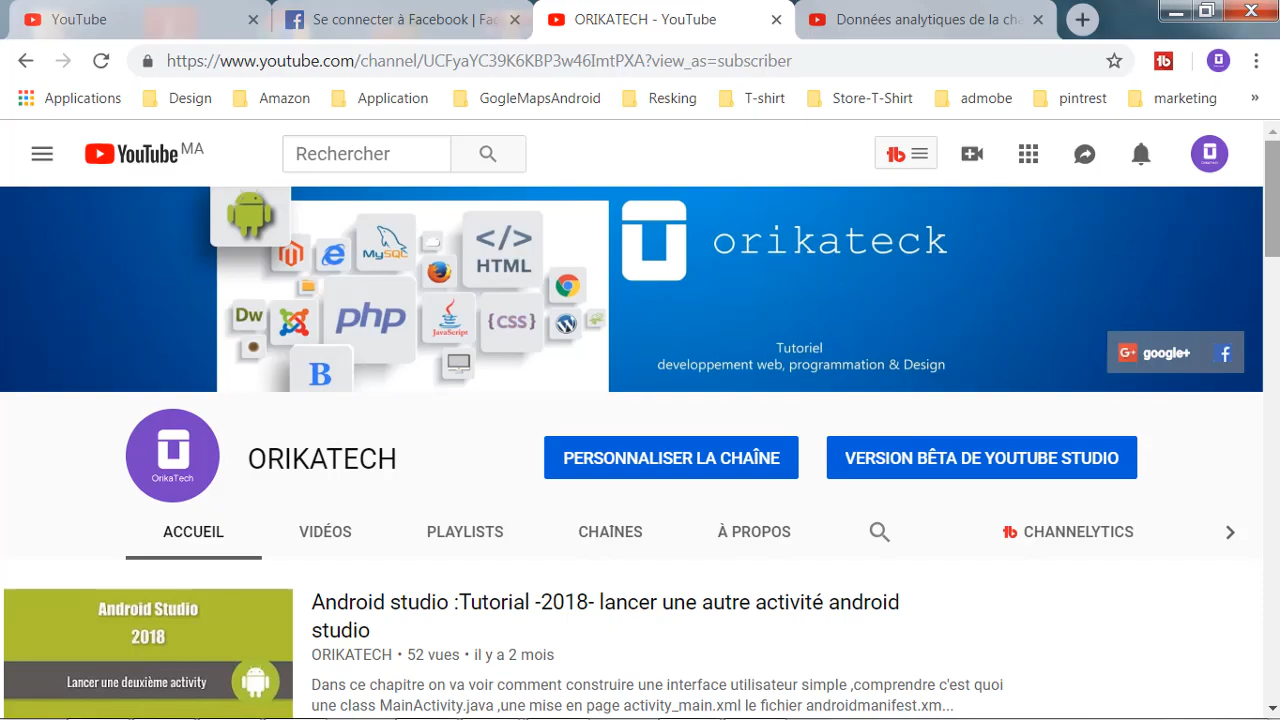 YouTube
Se connecter à Facebook | Fac
ORIKATECH - YouTube
Données analytiques de la cha
https://www.youtube.com/channel/UCFyaYC39K6KBP3w46ImtPXA?view_as=subscriber
Applications
Design
Amazon
Application
GogleMapsAndroid
Resking
T-shirt
Store-T-Shirt
admobe
pintrest
marketing
»
YouTube MA
Rechercher
MySQL
</>
HTML
Dw
php
JavaScript
{CSS}
B
orikateck
Tutoriel
developpement web, programmation & Design
G+ google+
OrikaTech
ORIKATECH
PERSONNALISER LA CHAÎNE
VERSION BÊTA DE YOUTUBE STUDIO
ACCUEIL
VIDÉOS
PLAYLISTS
CHAÎNES
À PROPOS
CHANNELYTICS
Android Studio
2018
Lancer une deuxième activity
Android studio :Tutorial -2018- lancer une autre activité android
studio
ORIKATECH • 52 vues • il y a 2 mois
Dans ce chapitre on va voir comment construire une interface utilisateur simple ,comprendre c'est quoi
une class MainActivity.java ,une mise en page activity_main.xml le fichier androidmanifest.xm...